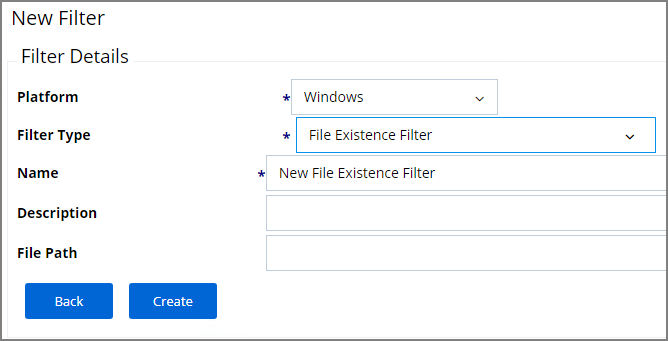 New Filter
Filter Details
Platform * Windows
Filter Type * File Existence Filter
Name * New File Existence Filter
Description
File Path
Back Create